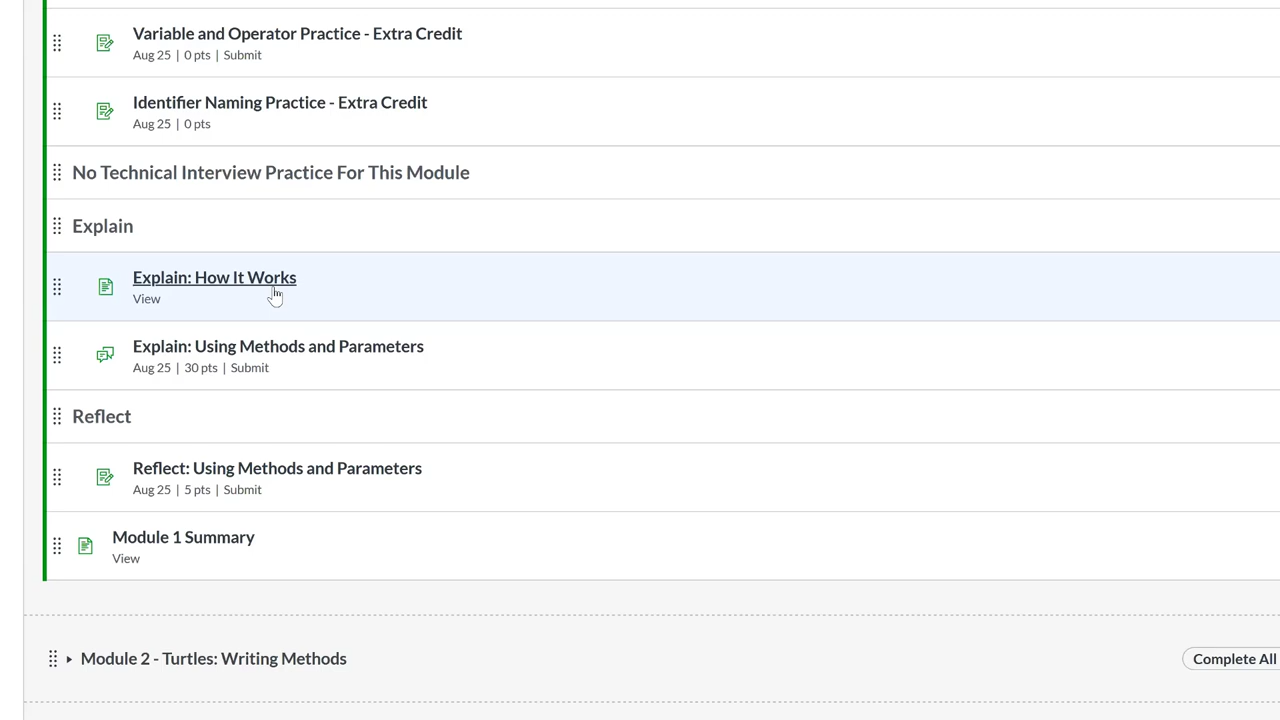 Variable and Operator Practice - Extra Credit
Aug 25 | 0 pts | Submit
Identifier Naming Practice - Extra Credit
Aug 25 | 0 pts
No Technical Interview Practice For This Module
Explain
Explain: How It Works
View
Explain: Using Methods and Parameters
Aug 25 | 30 pts | Submit
Reflect
Reflect: Using Methods and Parameters
Aug 25 | 5 pts | Submit
Module 1 Summary
View
Module 2 - Turtles: Writing Methods
Complete All